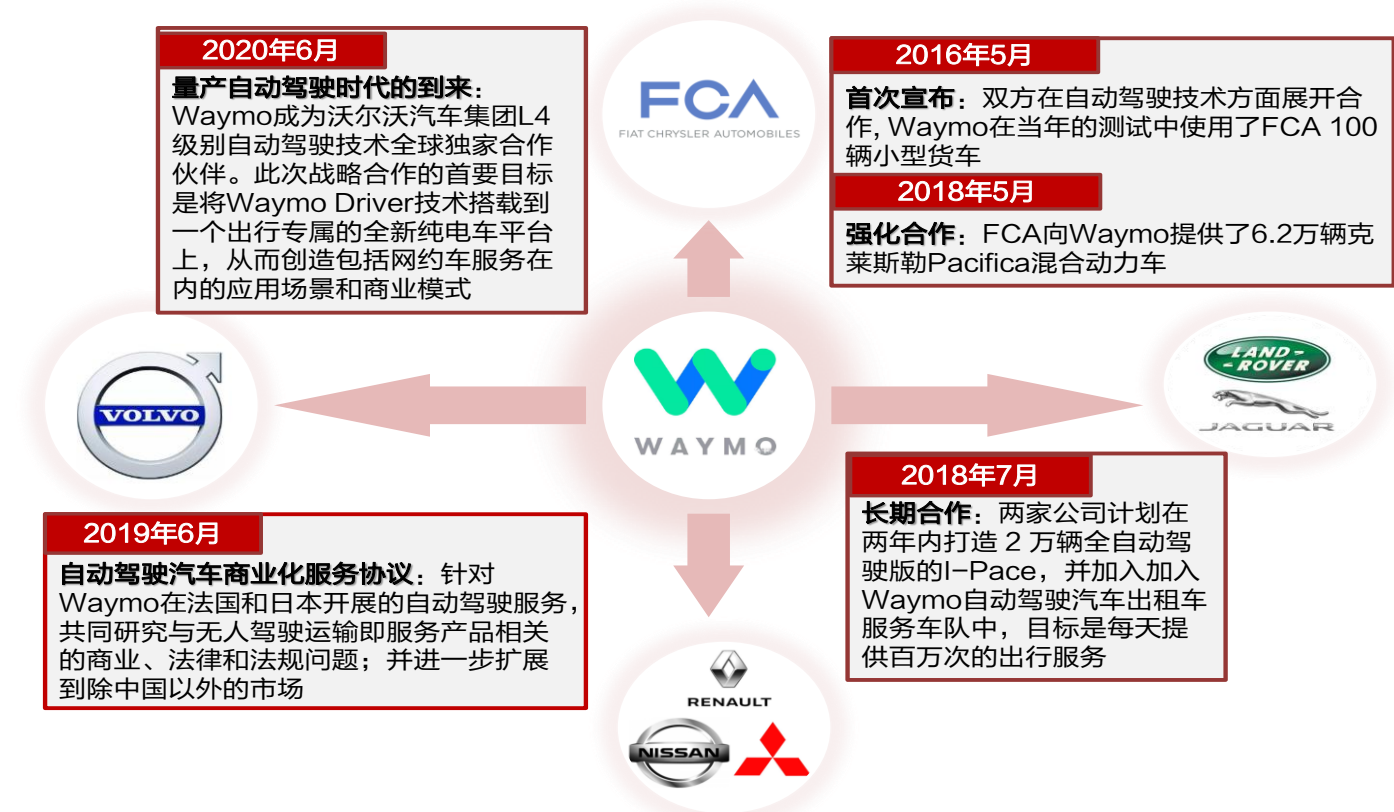 2020年6月
量产自动驾驶时代的到来：
Waymo成为沃尔沃汽车集团L4
级别自动驾驶技术全球独家合作
伙伴。此次战略合作的首要目标
是将Waymo Driver技术搭载到
一个出行专属的全新纯电车平台
上，从而创造包括网约车服务在
内的应用场景和商业模式
FCA
FIAT CHRYSLER AUTOMOBILES
2016年5月
首次宣布：双方在自动驾驶技术方面展开合
作, Waymo在当年的测试中使用了FCA 100
辆小型货车
2018年5月
强化合作：FCA向Waymo提供了6.2万辆克
莱斯勒Pacifica混合动力车
VOLVO
WAYMO
LAND-
-ROVER
JAGUAR
2019年6月
自动驾驶汽车商业化服务协议：针对
Waymo在法国和日本开展的自动驾驶服务，
共同研究与无人驾驶运输即服务产品相关
的商业、法律和法规问题；并进一步扩展
到除中国以外的市场
2018年7月
长期合作：两家公司计划在
两年内打造 2 万辆全自动驾
驶版的I-Pace，并加入加入
Waymo自动驾驶汽车出租车
服务车队中，目标是每天提
供百万次的出行服务
RENAULT
NISSAN